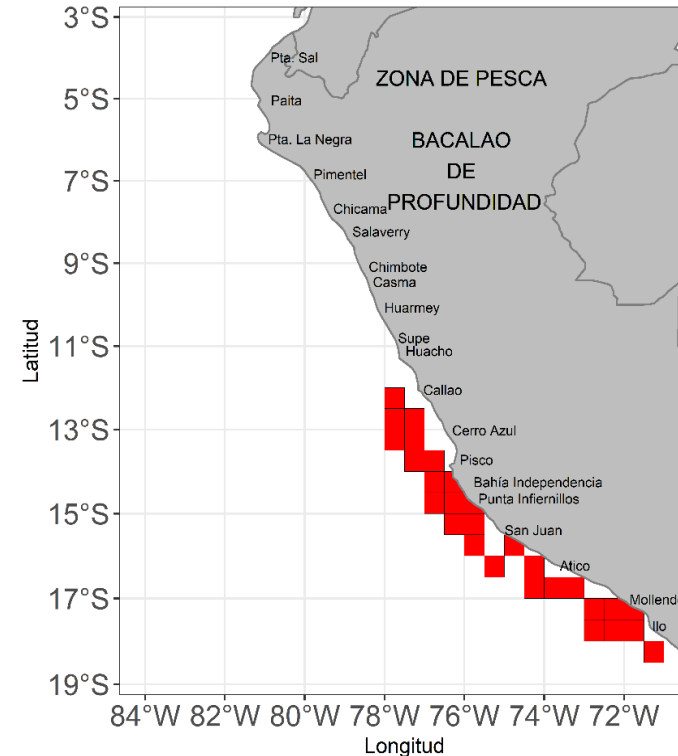 3°S
5°S
7°S
9°S
11°S
13°S
15°S
17°S
19°S
Latitud
Pta. Sal
ZONA DE PESCA
Paita
Pta. La Negra
BACALAO
DE
PROFUNDIDAD
Pimentel
Chicama
Salaverry
Chimbote
Casma
Huarmey
Supe
Huacho
Callao
Cerro Azul
Pisco
Bahía Independencia
Punta Infiernillos
San Juan
Atico
Mollendo
Ilo
84°W 82°W 80°W 78°W 76°W 74°W 72°W
Longitud